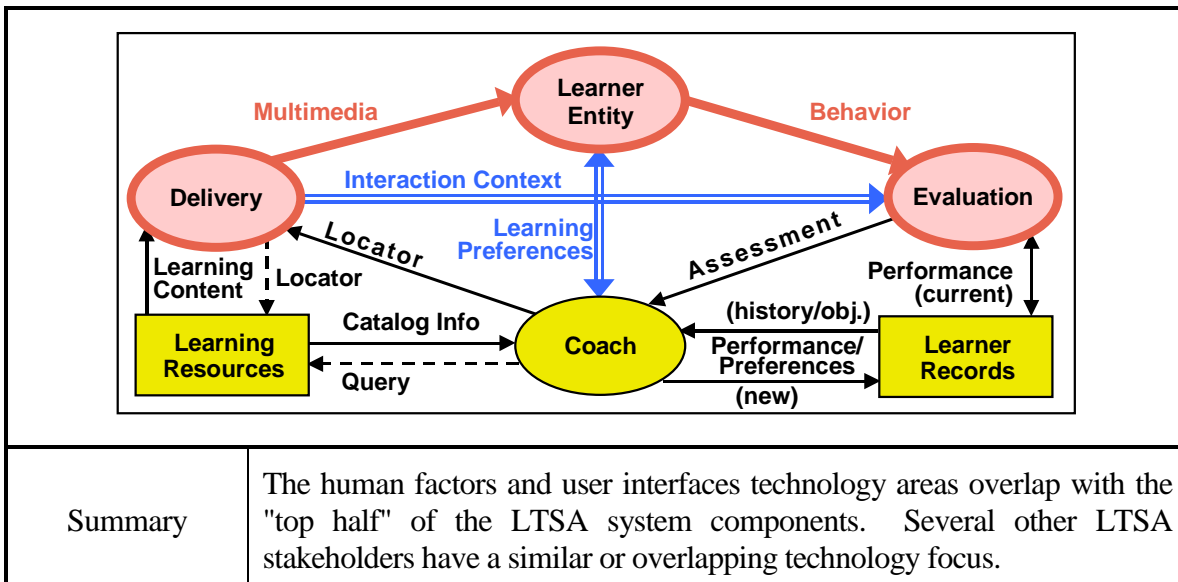 Learner
Entity
Multimedia
Behavior
Delivery
Interaction Context
Evaluation
Learning
Preferences
Locator
Assessment
Learning
Content
Locator
Performance
(current)
Catalog Info
(history/obj.)
Learning
Resources
Coach
Performance/
Preferences
Learner
Records
Query
(new)
Summary
The human factors and user interfaces technology areas overlap with the
"top half" of the LTSA system components. Several other LTSA
stakeholders have a similar or overlapping technology focus.